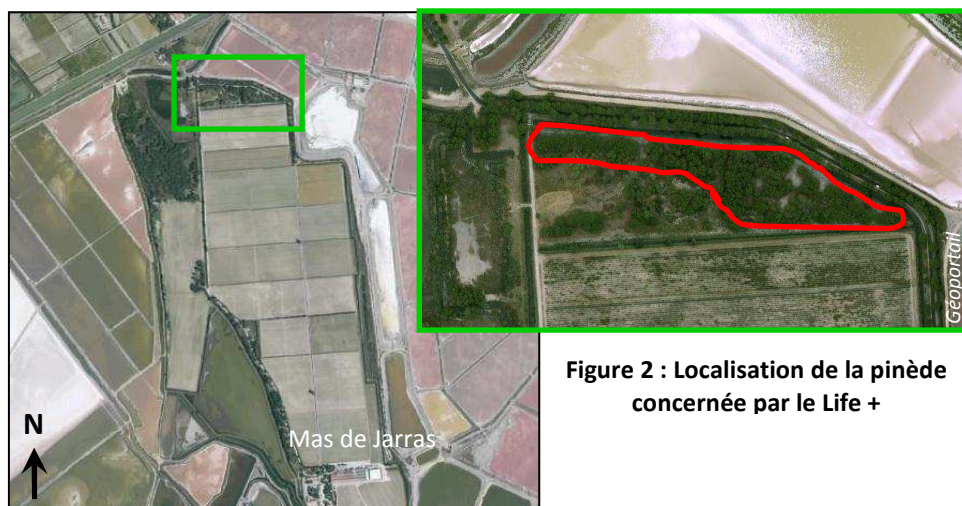 N
Mas de Jarras
Géoportail
Figure 2 : Localisation de la pinède
concernée par le Life +